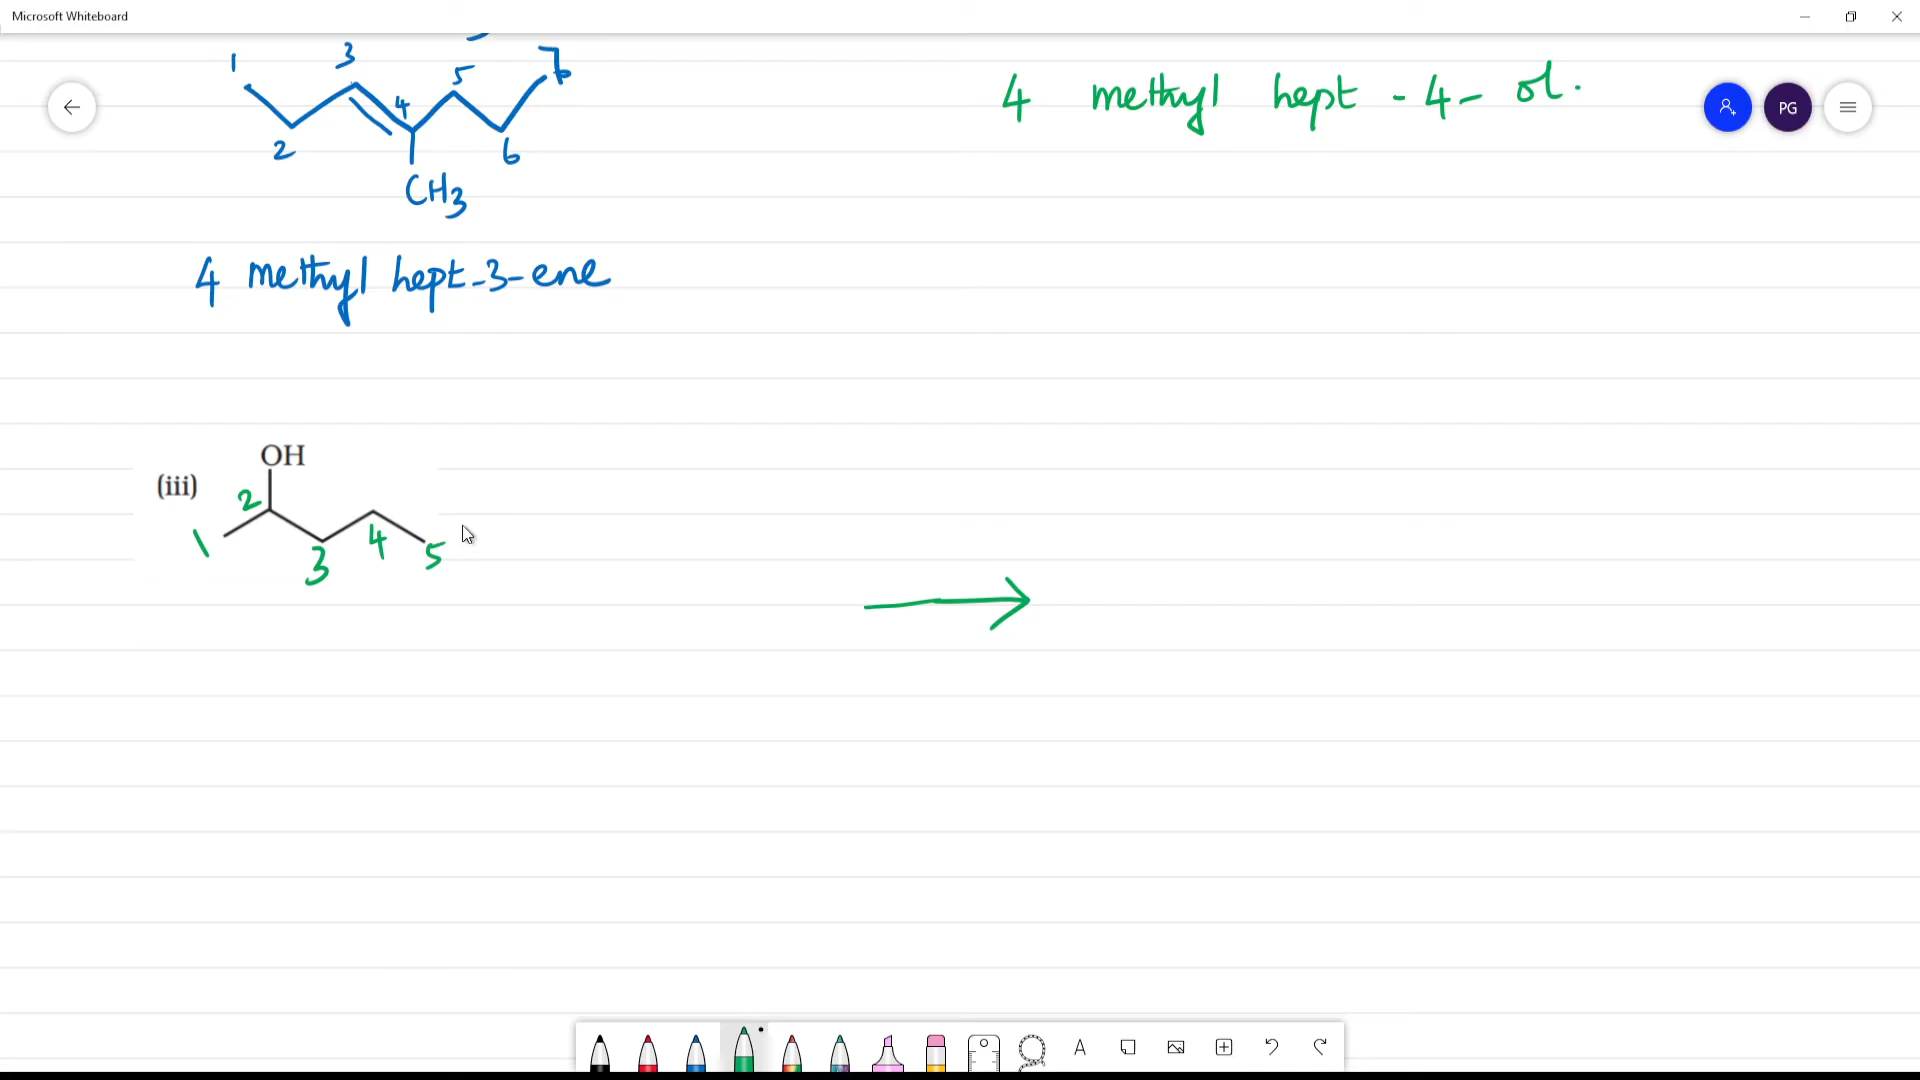 Microsoft Whiteboard
1 3 5 7
4
2 6
CH3
4 methyl hept-4-ol.
PG
4 methyl hept-3-ene
OH
(iii)
2
1 3 4 5
A